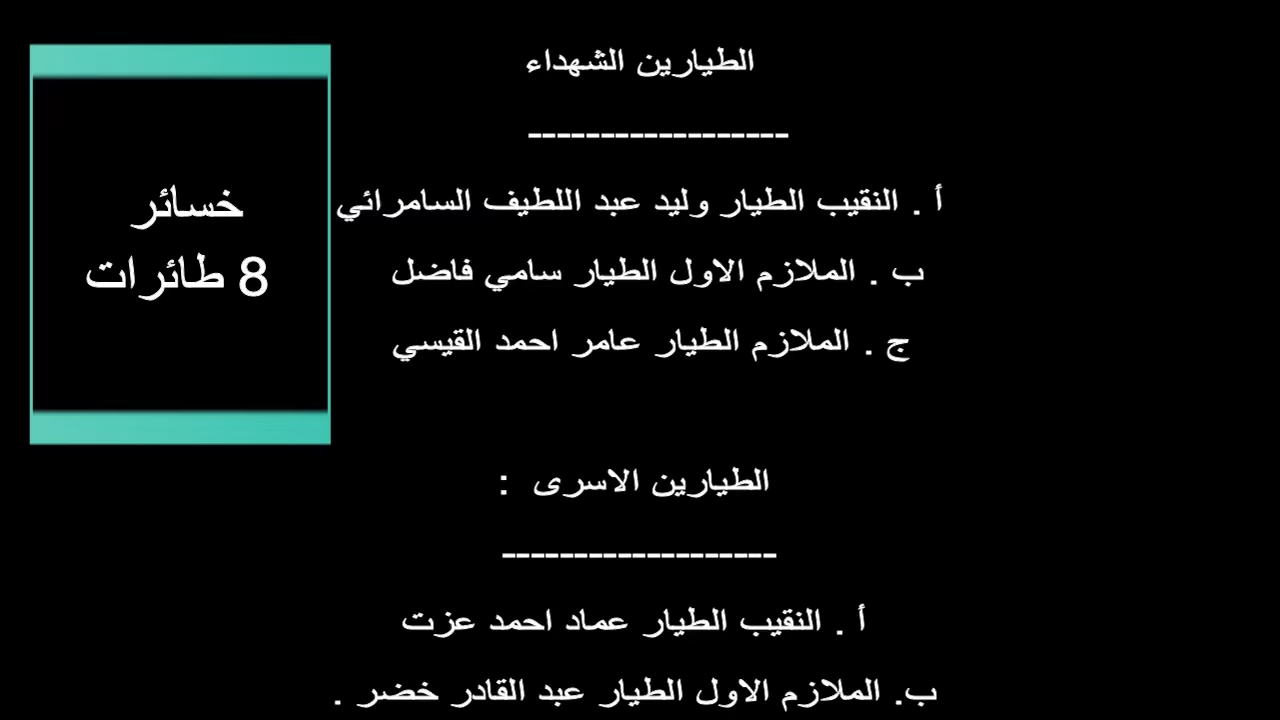 الطيارين الشهداء
------------------
أ . النقيب الطيار وليد عبد اللطيف السامرائي
ب . الملازم الاول الطيار سامي فاضل
ج . الملازم الطيار عامر احمد القيسي
الطيارين الاسرى :
-------------------
أ . النقيب الطيار عماد احمد عزت
ب. الملازم الاول الطيار عبد القادر خضر .
خسائر
8 طائرات